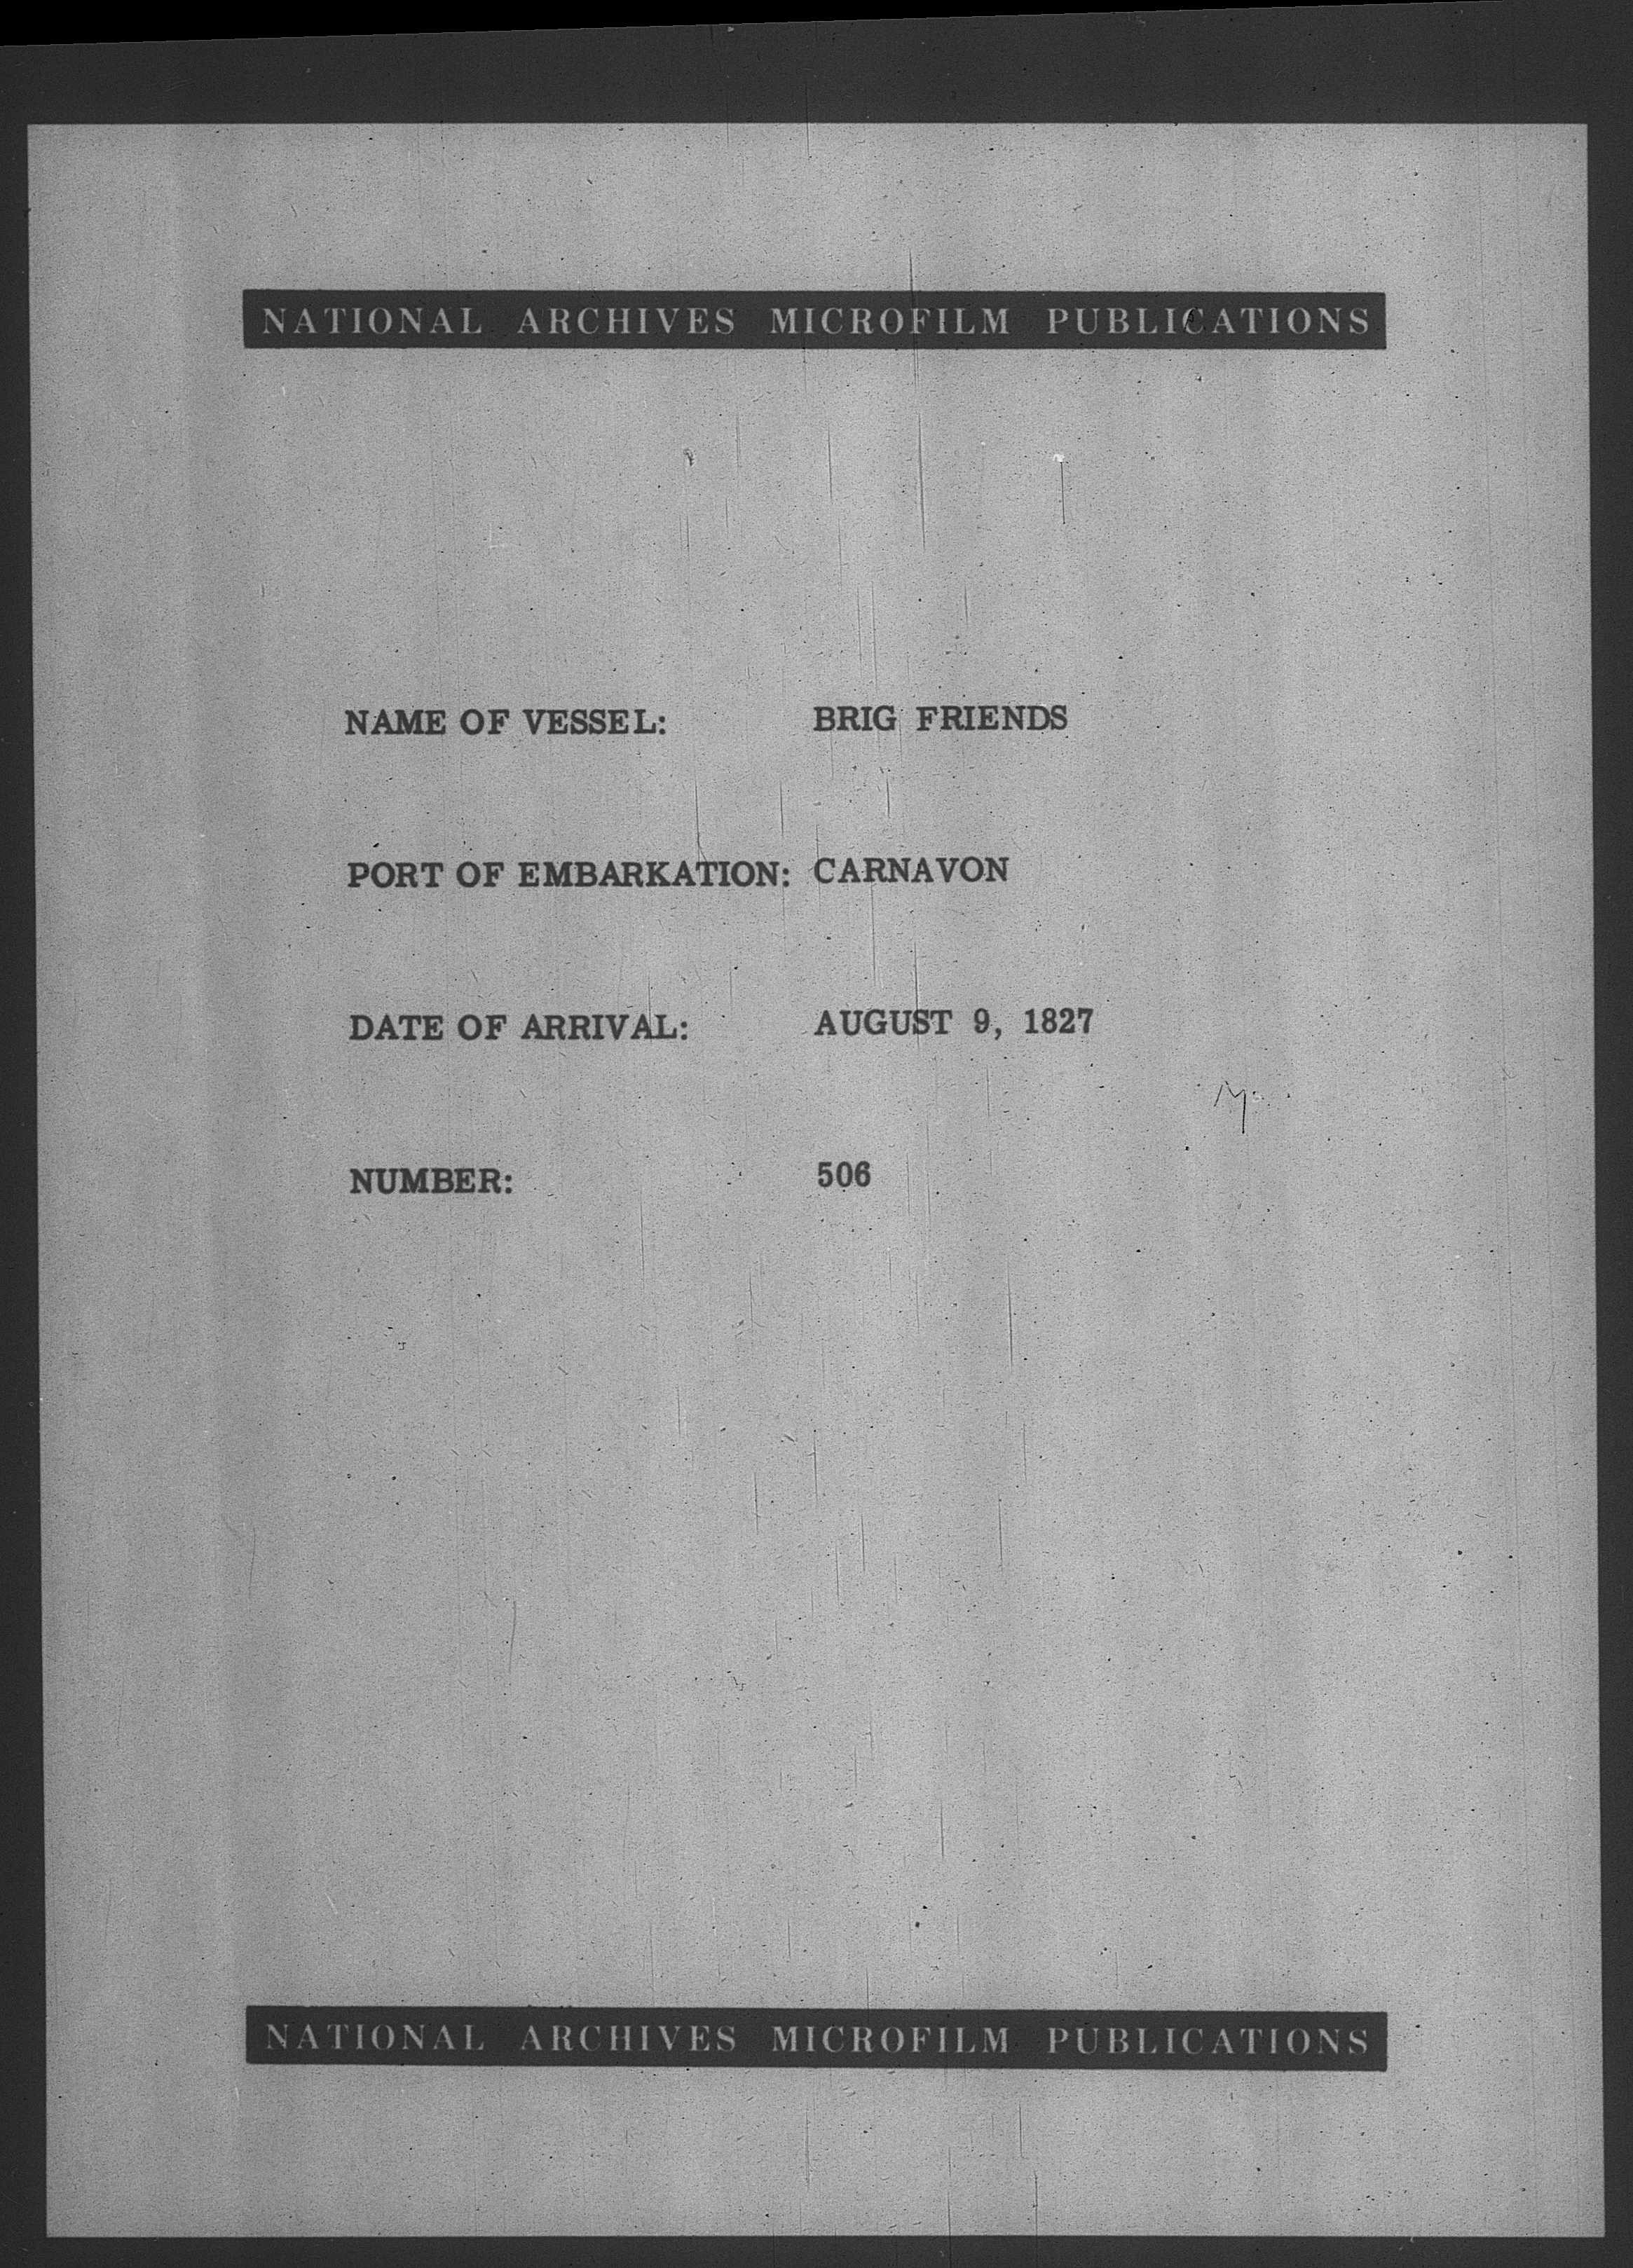 NATIONAL ARCHIVES MICROFILM PUBLICATIONS
NAME OF VESSEL: BRIG FRIENDS
PORT OF EMBARKATION: CARNAVON
DATE OF ARRIVAL: AUGUST 9, 1827
NUMBER: 506
NATIONAL ARCHIVES MICROFILM PUBLICATIONS